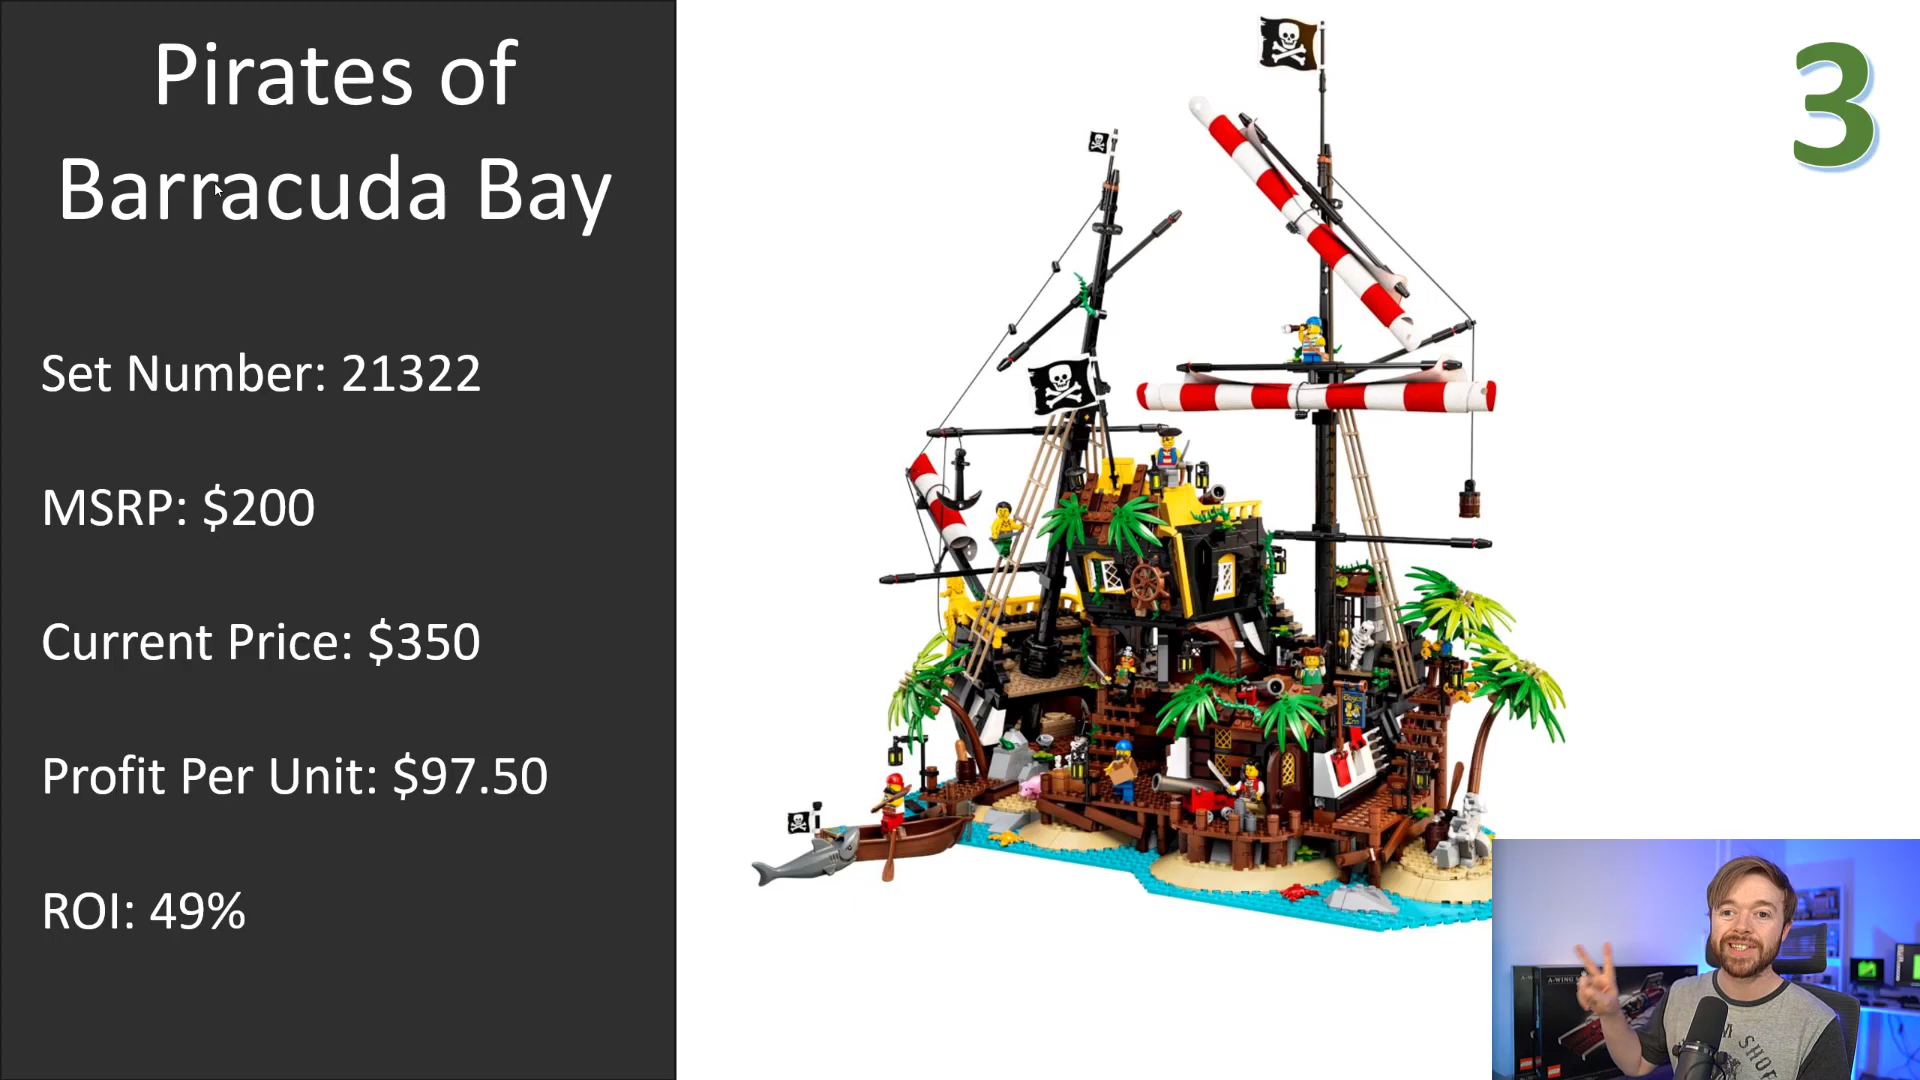 Pirates of
Barracuda Bay
3
Set Number: 21322
MSRP: $200
Current Price: $350
Profit Per Unit: $97.50
ROI: 49%
A-WING